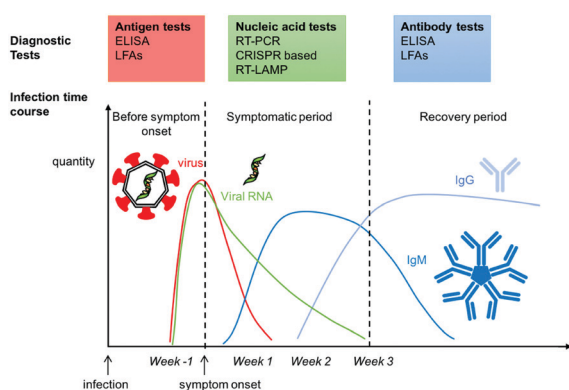 Diagnostic
Tests
Antigen tests
ELISA
LFAs
Nucleic acid tests
RT-PCR
CRISPR based
RT-LAMP
Antibody tests
ELISA
LFAs
Infection time
course
Before symptom
onset
Symptomatic period
Recovery period
quantity
virus
Viral RNA
IgG
IgM
Week -1
Week 1
Week 2
Week 3
infection
symptom onset